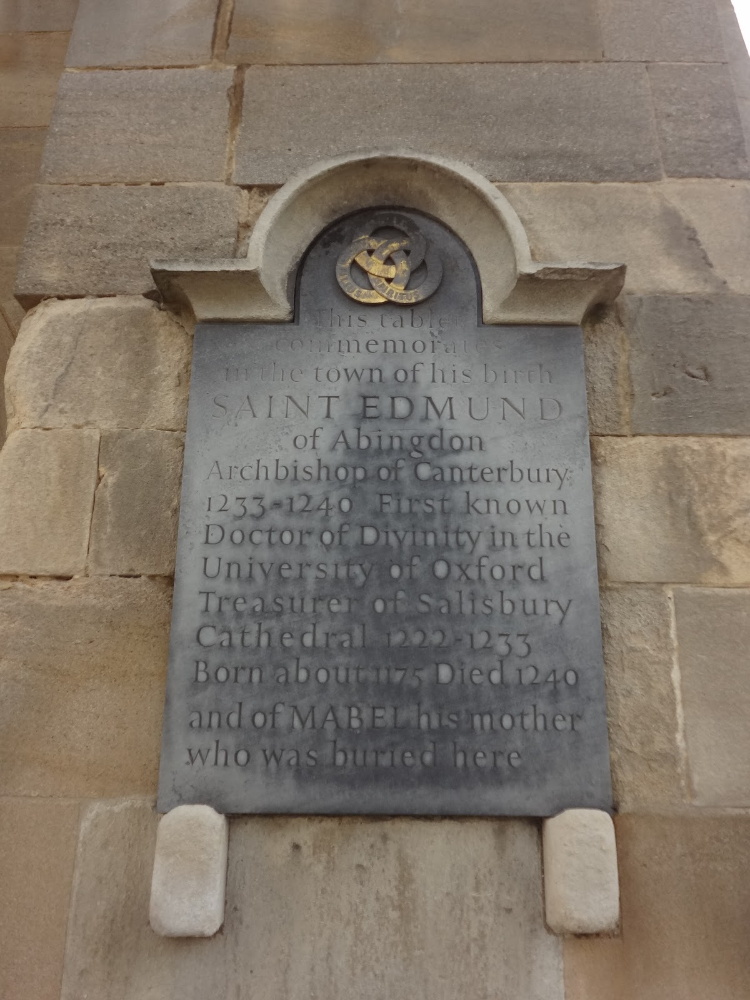 This tablet
commemorates
in the town of his birth
SAINT EDMUND
of Abingdon
Archbishop of Canterbury
1233-1240 First known
Doctor of Divinity in the
University of Oxford
Treasurer of Salisbury
Cathedral 1222-1233
Born about 1175 Died 1240
and of MABEL his mother
who was buried here